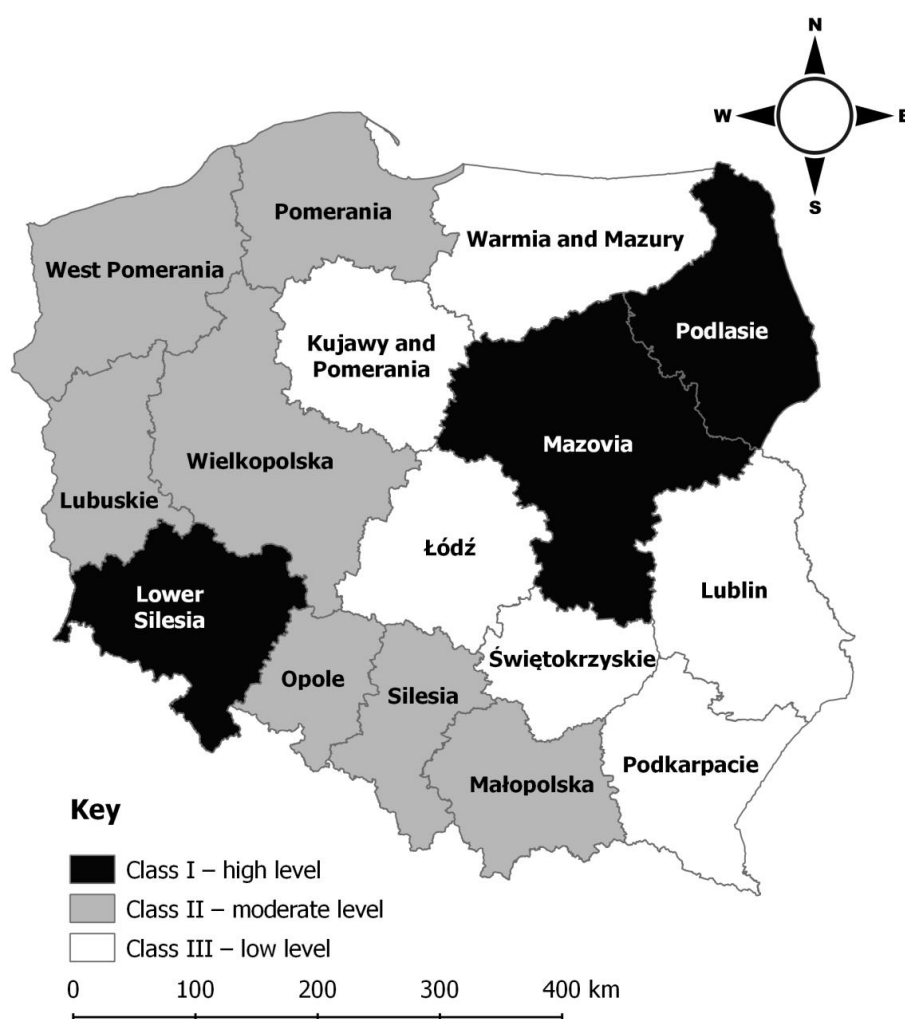 N
W
E
S
Pomerania
Warmia and Mazury
West Pomerania
Podlasie
Kujawy and
Pomerania
Mazovia
Wielkopolska
Lubuskie
Łódź
Lower
Silesia
Lublin
Świętokrzyskie
Opole
Silesia
Podkarpacie
Małopolska
Key
Class I – high level
Class II – moderate level
Class III – low level
0 100 200 300 400 km